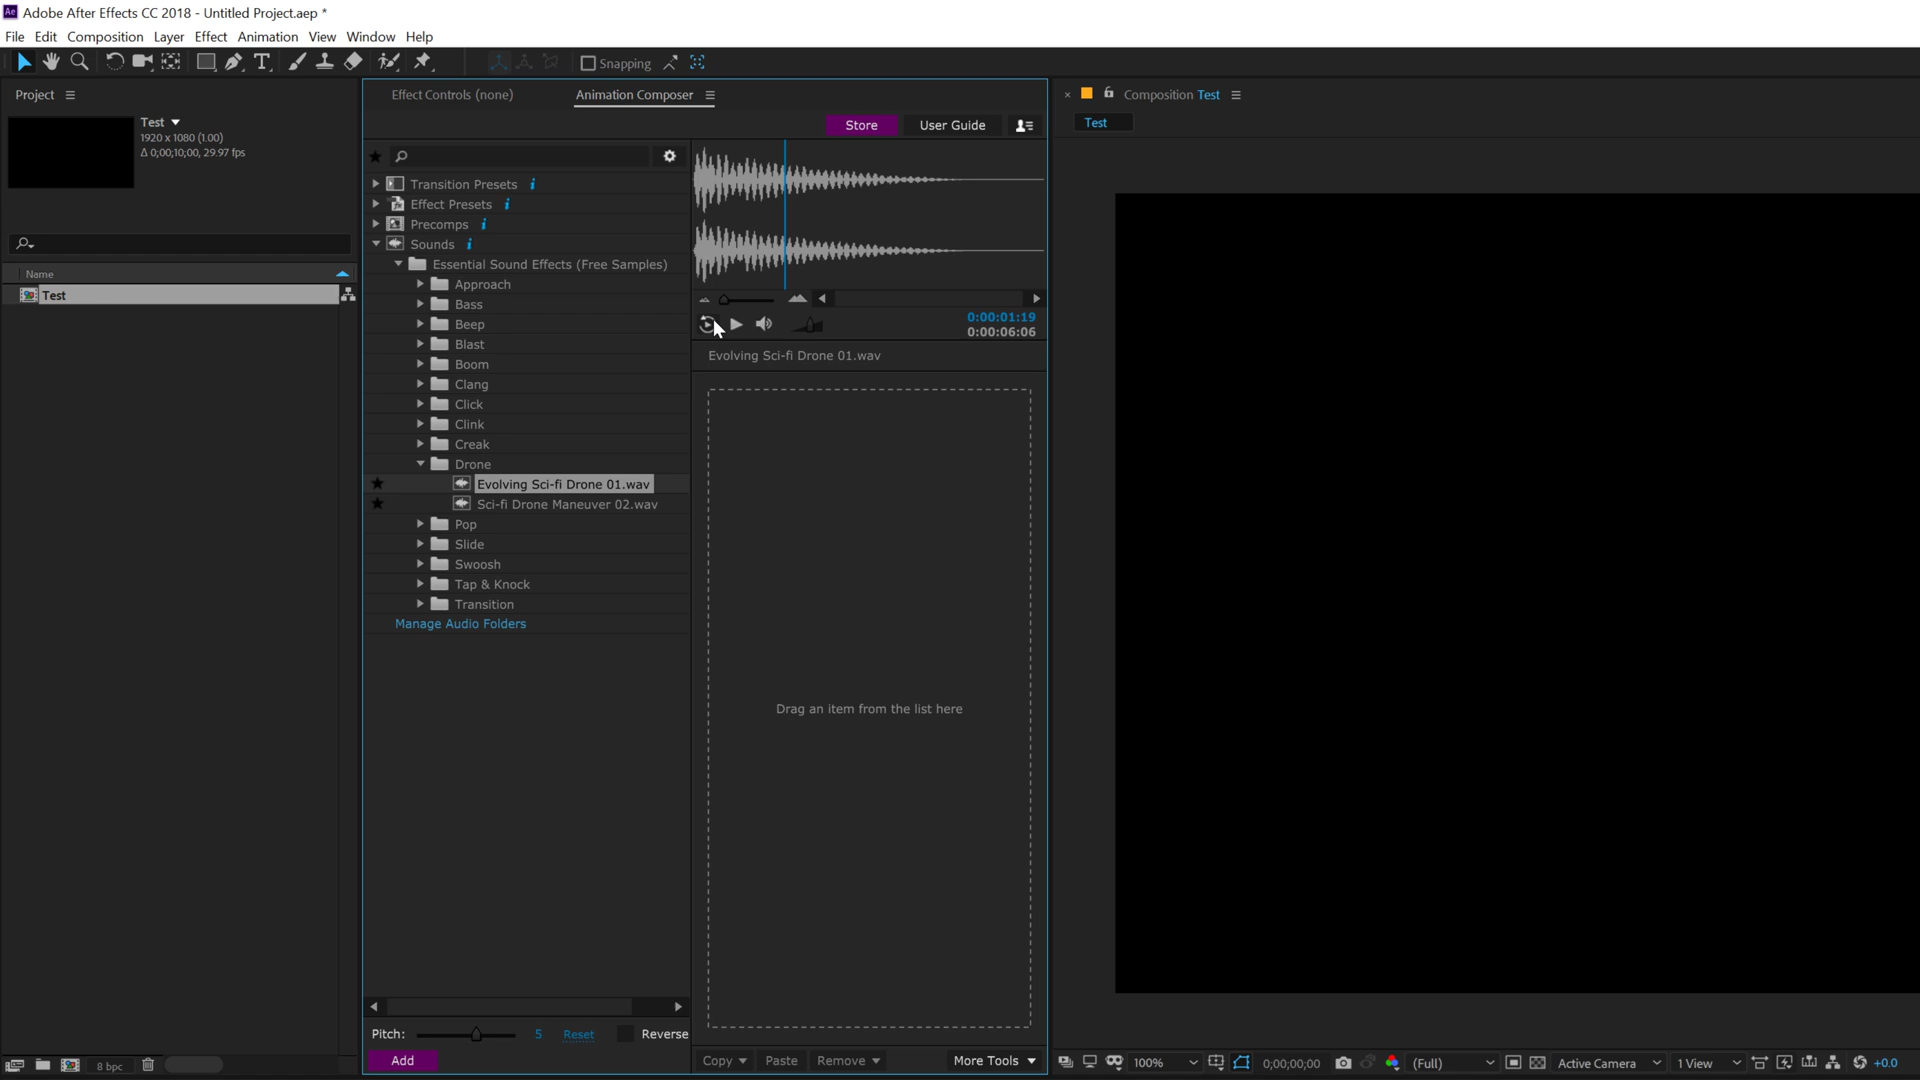 Adobe After Effects CC 2018 - Untitled Project.aep *
File Edit Composition Layer Effect Animation View Window Help
Snapping
Project
Test
1920 x 1080 (1.00)
Δ 0;00;10;00, 29.97 fps
Name
Test
8 bpc
Effect Controls (none)
Animation Composer
Store
User Guide
Transition Presets i
Effect Presets i
Precomps i
Sounds i
Essential Sound Effects (Free Samples)
Approach
Bass
Beep
Blast
Boom
Clang
Click
Clink
Creak
Drone
Evolving Sci-fi Drone 01.wav
Sci-fi Drone Maneuver 02.wav
Pop
Slide
Swoosh
Tap & Knock
Transition
Manage Audio Folders
Pitch: 5 Reset Reverse
Add
0:00:01:19
0:00:06:06
Evolving Sci-fi Drone 01.wav
Drag an item from the list here
Copy Paste Remove More Tools
Composition Test
Test
100% 0;00;00;00 (Full) Active Camera 1 View +0.0